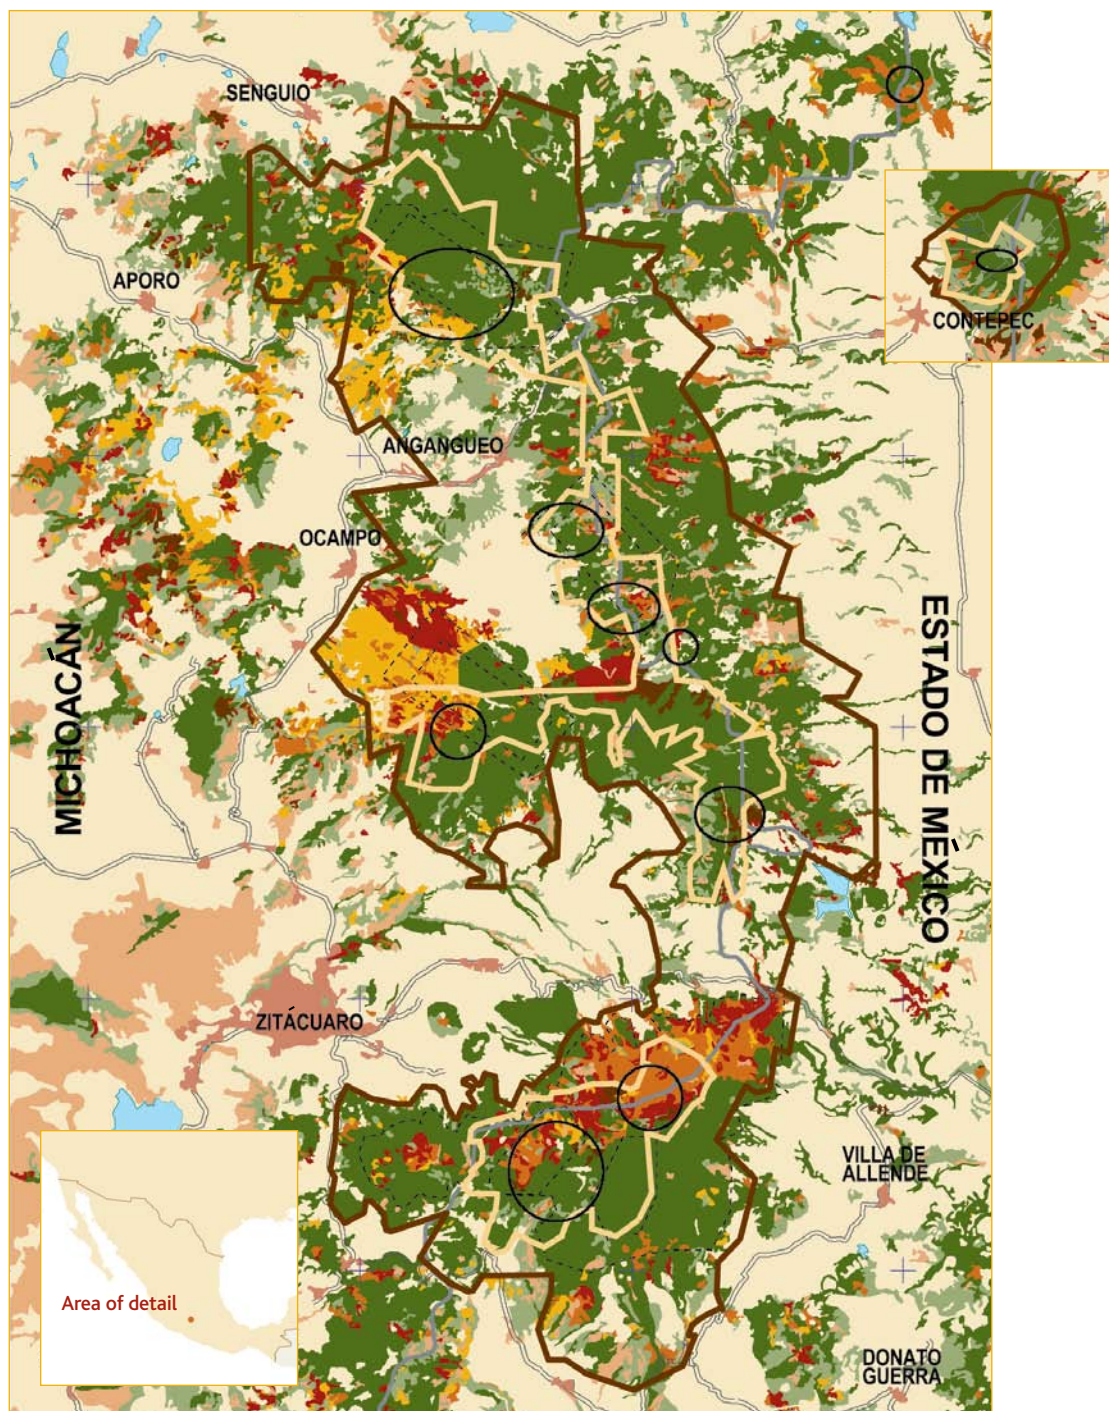 SENGUIO
APORO
CONTEPEC
ANGANGUEO
OCAMPO
MICHOACÁN
ESTADO DE MÉXICO
ZITÁCUARO
VILLA DE
ALLENDE
Area of detail
DONATO
GUERRA